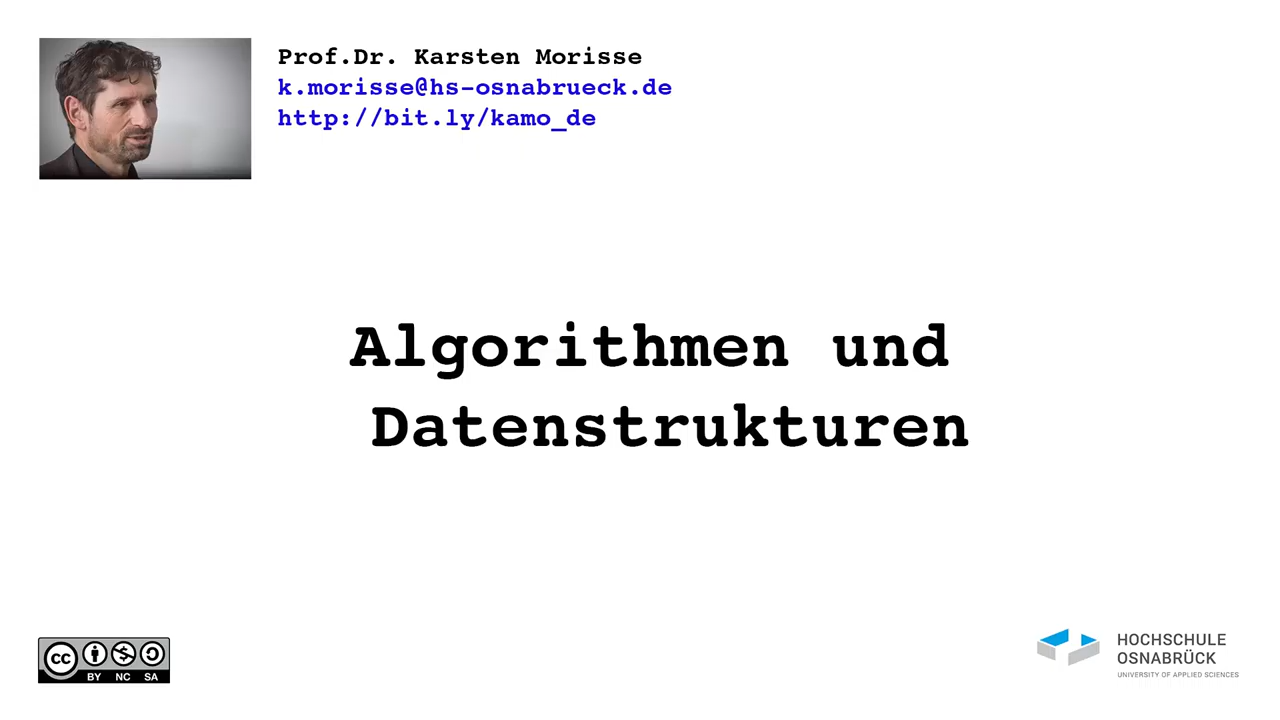 Prof.Dr. Karsten Morisse
k.morisse@hs-osnabrueck.de
http://bit.ly/kamo_de
Algorithmen und
Datenstrukturen
cc
BY NC SA
HOCHSCHULE
OSNABRÜCK
UNIVERSITY OF APPLIED SCIENCES